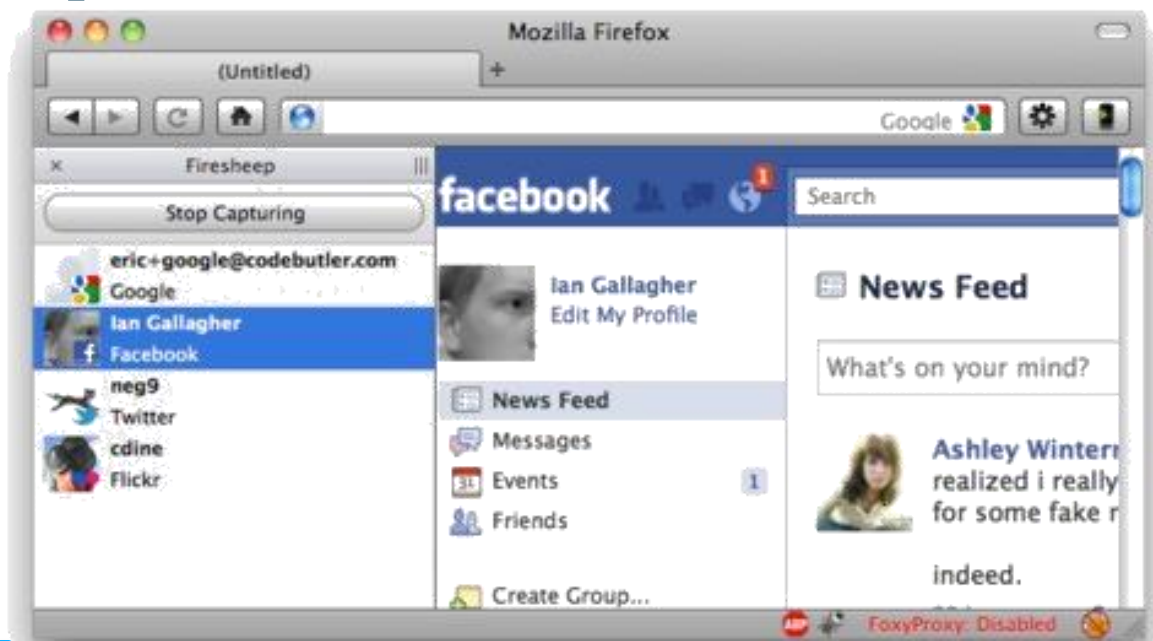 Mozilla Firefox
(Untitled)
+
Google
× Firesheep
Stop Capturing
eric+google@codebutler.com
Google
Ian Gallagher
f Facebook
neg9
Twitter
cdine
Flickr
facebook
1
Search
Ian Gallagher
Edit My Profile
News Feed
Messages
31 Events 1
Friends
Create Group...
News Feed
What's on your mind?
Ashley
realized i really
for some fake
indeed.
ABP FoxyProxy: Disabled